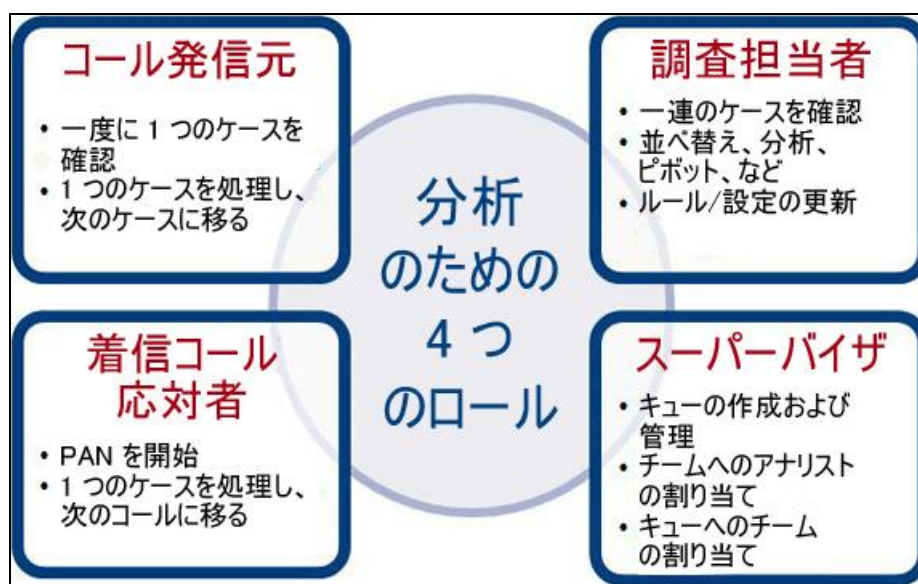 コール発信元
• 一度に 1 つのケースを
確認
• 1 つのケースを処理し、
次のケースに移る
調査担当者
• 一連のケースを確認
• 並べ替え、分析、
ピボット、など
• ルール/設定の更新
分析
のための
4 つ
のロール
着信コール
応対者
• PAN を開始
• 1 つのケースを処理し、
次のコールに移る
スーパーバイザ
• キューの作成および
管理
• チームへのアナリスト
の割り当て
• キューへのチーム
の割り当て